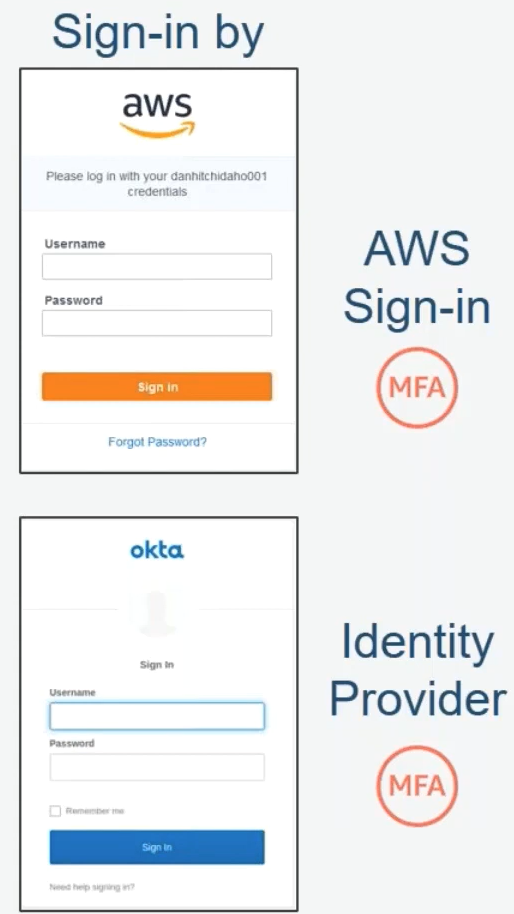 Sign-in by
aws
Please log in with your danhitchidaho001
credentials
Username
Password
Sign in
Forgot Password?
AWS
Sign-in
MFA
okta
Sign In
Username
Password
Remember me
Sign In
Need help signing in?
Identity
Provider
MFA